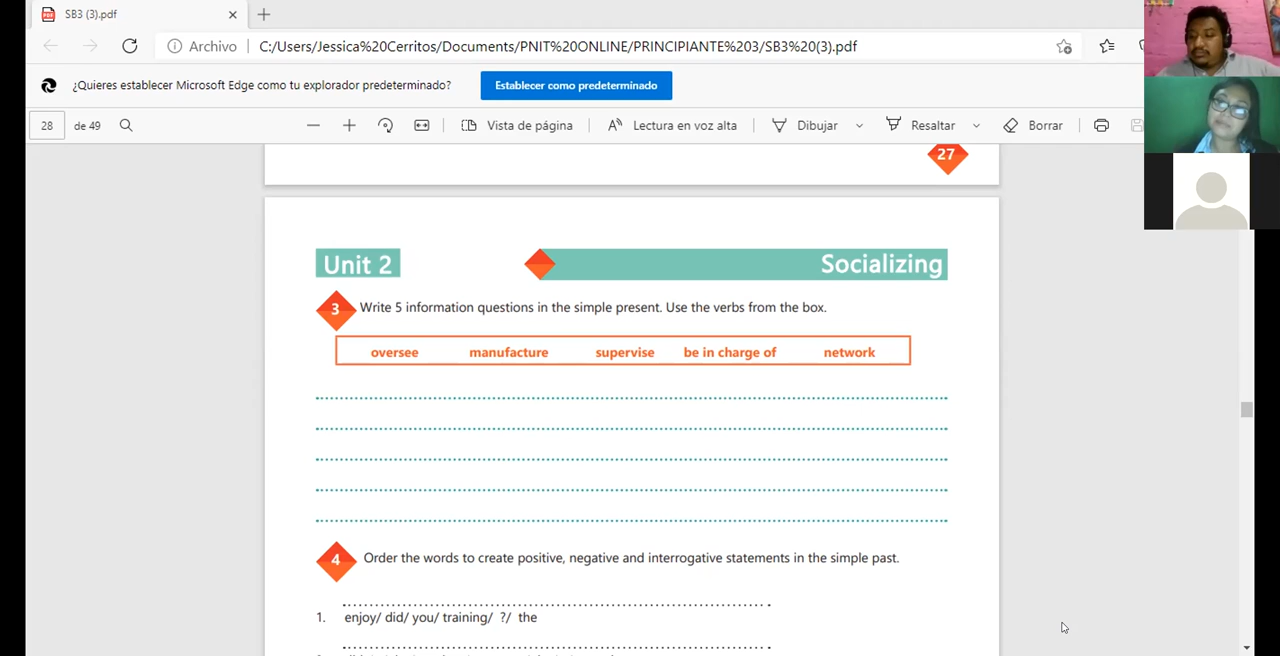 SB3 (3).pdf
Archivo C:/Users/Jessica%20Cerritos/Documents/PNIT%20ONLINE/PRINCIPIANTE%203/SB3%20(3).pdf
¿Quieres establecer Microsoft Edge como tu explorador predeterminado? Establecer como predeterminado
28 de 49 Vista de página Lectura en voz alta Dibujar Resaltar Borrar
27
Unit 2 Socializing
3 Write 5 information questions in the simple present. Use the verbs from the box.
oversee manufacture supervise be in charge of network
4 Order the words to create positive, negative and interrogative statements in the simple past.
1. enjoy/ did/ you/ training/ ?/ the